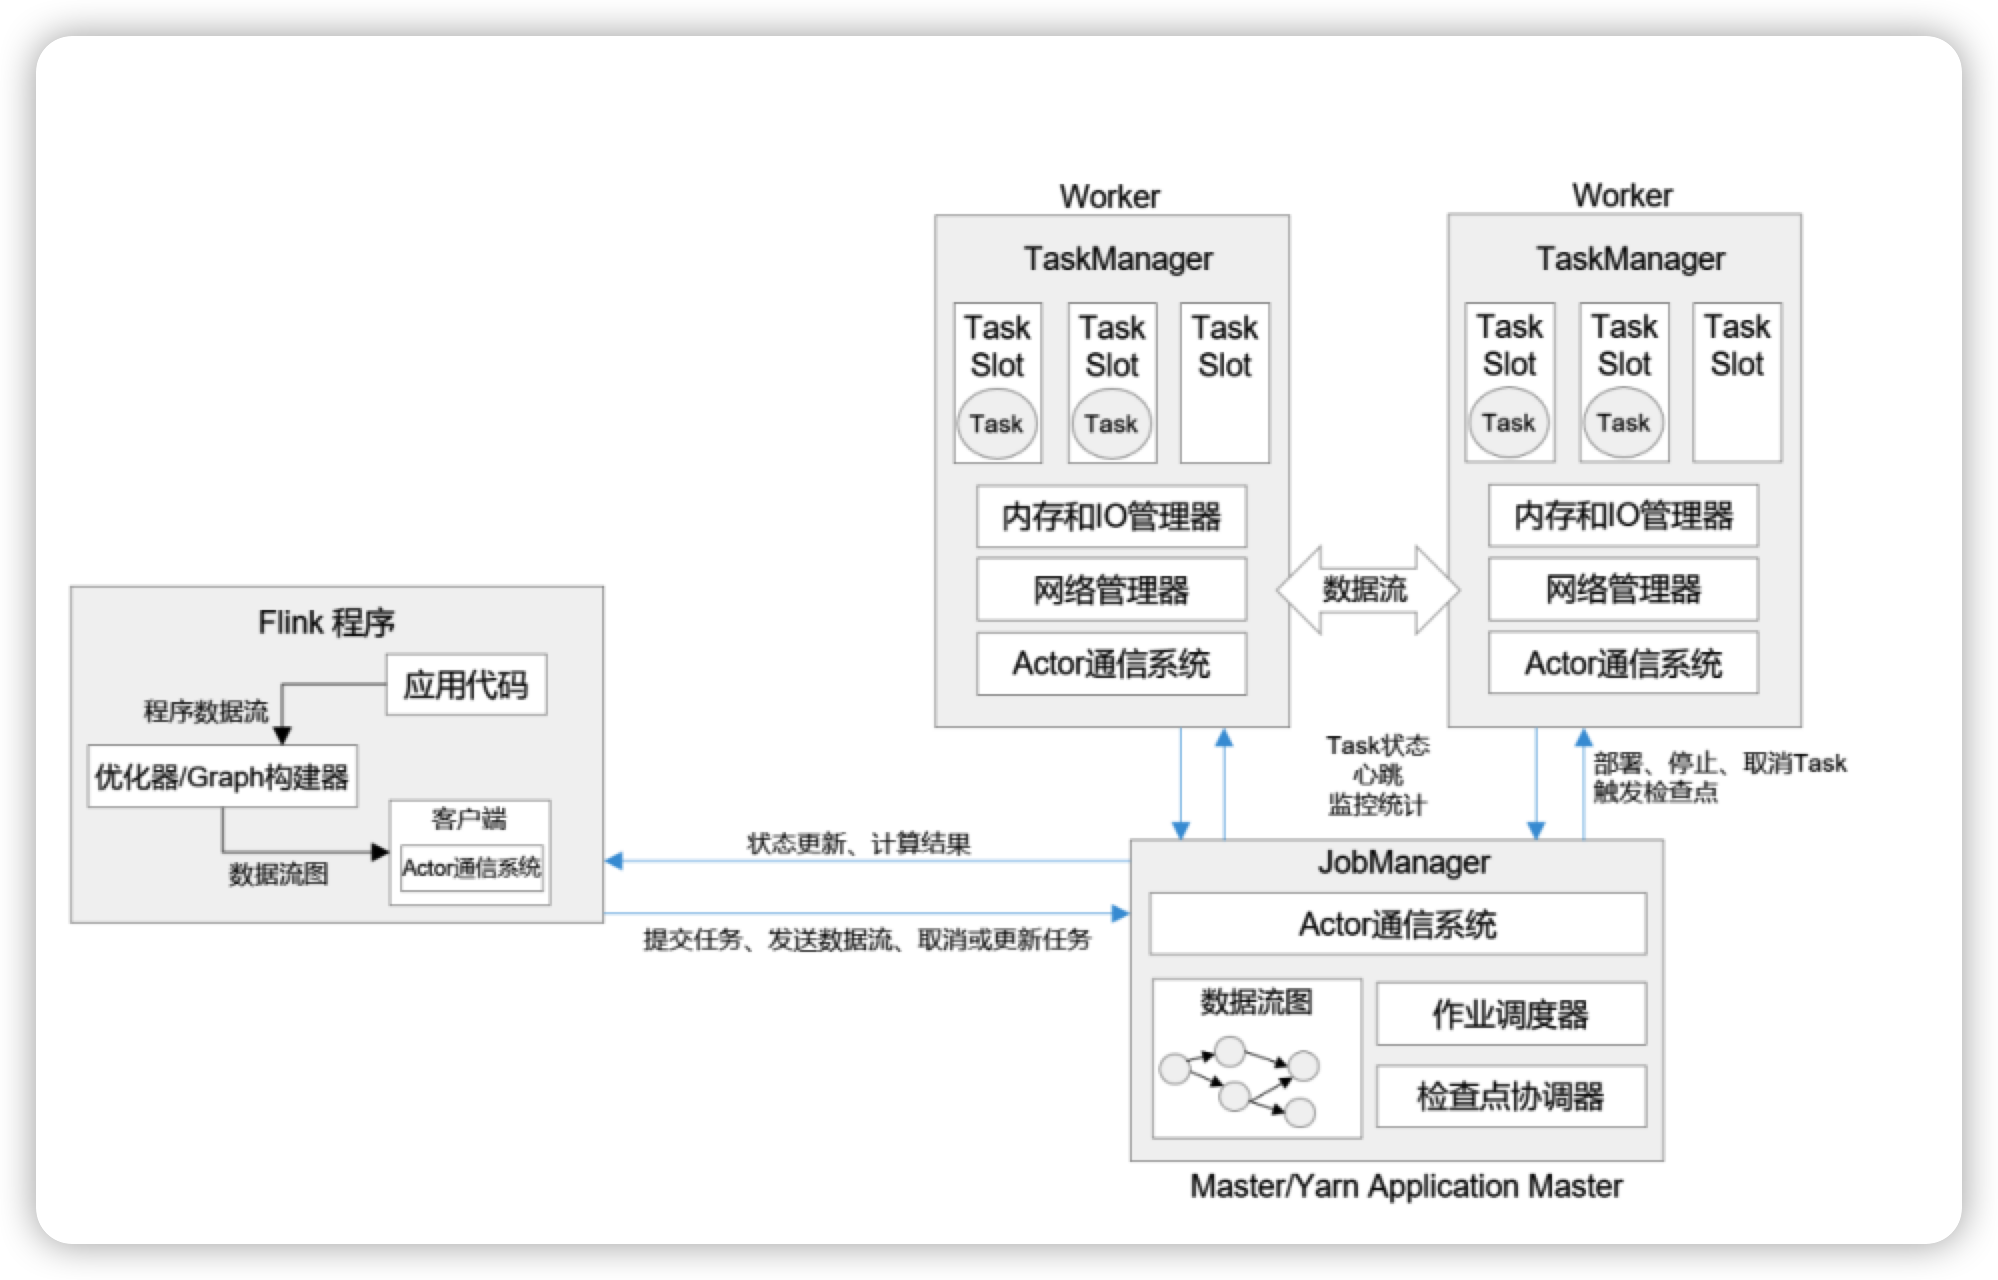 Worker
TaskManager
Task
Slot
Task
Task
Slot
Task
Task
Slot
内存和IO管理器
网络管理器
Actor通信系统
数据流
Worker
TaskManager
Task
Slot
Task
Task
Slot
Task
Task
Slot
内存和IO管理器
网络管理器
Actor通信系统
Flink 程序
应用代码
程序数据流
优化器/Graph构建器
数据流图
客户端
Actor通信系统
状态更新、计算结果
提交任务、发送数据流、取消或更新任务
Task状态
心跳
监控统计
部署、停止、取消Task
触发检查点
JobManager
Actor通信系统
数据流图
作业调度器
检查点协调器
Master/Yarn Application Master